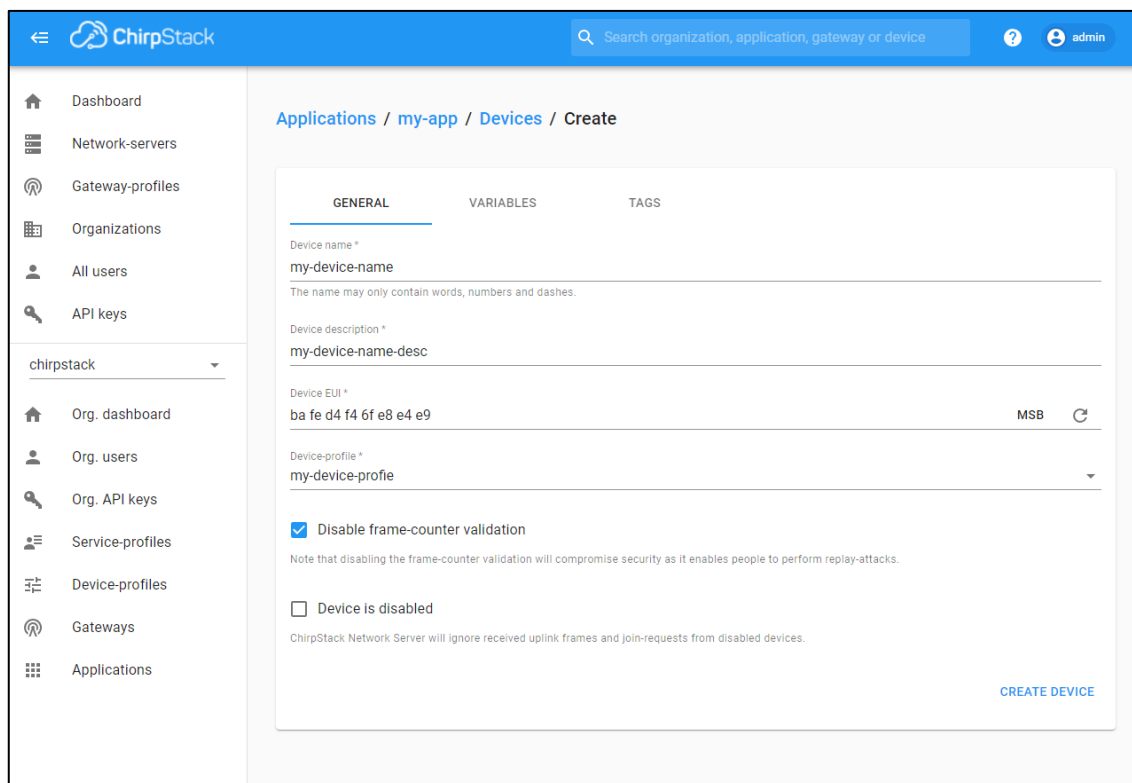 ChirpStack
Search organization, application, gateway or device
?
admin
Dashboard
Network-servers
Gateway-profiles
Organizations
All users
API keys
chirpstack
Org. dashboard
Org. users
Org. API keys
Service-profiles
Device-profiles
Gateways
Applications
Applications / my-app / Devices / Create
GENERAL VARIABLES TAGS
Device name *
my-device-name
The name may only contain words, numbers and dashes.
Device description *
my-device-name-desc
Device EUI *
ba fe d4 f4 6f e8 e4 e9 MSB
Device-profile *
my-device-profie
Disable frame-counter validation
Note that disabling the frame-counter validation will compromise security as it enables people to perform replay-attacks.
Device is disabled
ChirpStack Network Server will ignore received uplink frames and join-requests from disabled devices.
CREATE DEVICE